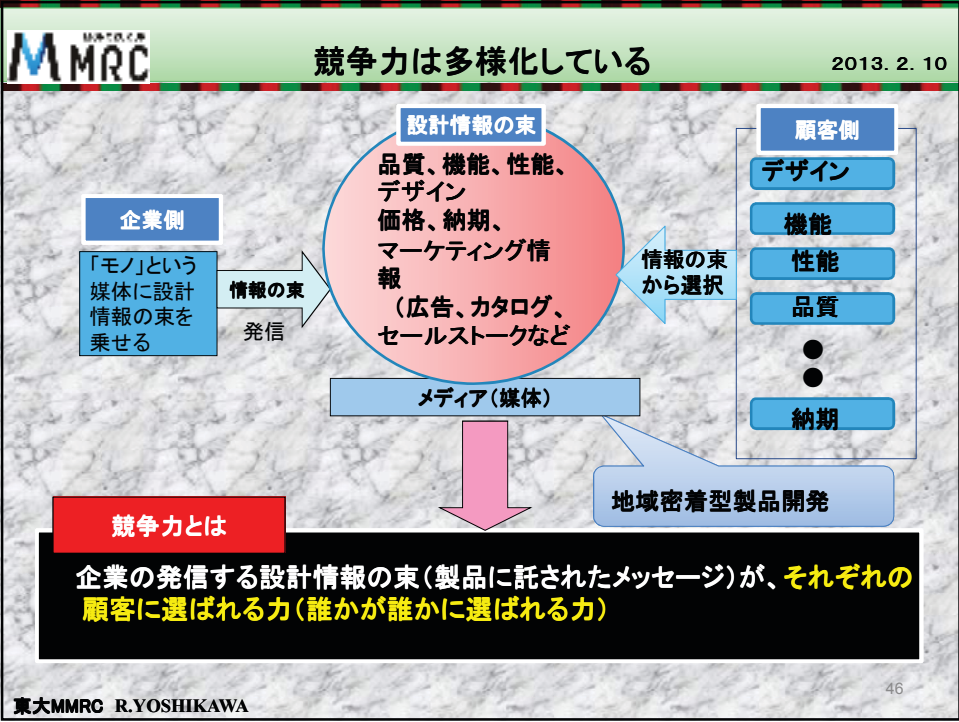 MMRC
競争力は多様化している
2013. 2. 10
設計情報の束
品質、機能、性能、
デザイン
価格、納期、
マーケティング情
報
（広告、カタログ、
セールストークなど
企業側
「モノ」という
媒体に設計
情報の束を
乗せる
情報の束
発信
情報の束
から選択
顧客側
デザイン
機能
性能
品質
●
●
納期
メディア（媒体）
地域密着型製品開発
競争力とは
企業の発信する設計情報の束（製品に託されたメッセージ）が、それぞれの
顧客に選ばれる力（誰かが誰かに選ばれる力）
46
東大MMRC R.YOSHIKAWA